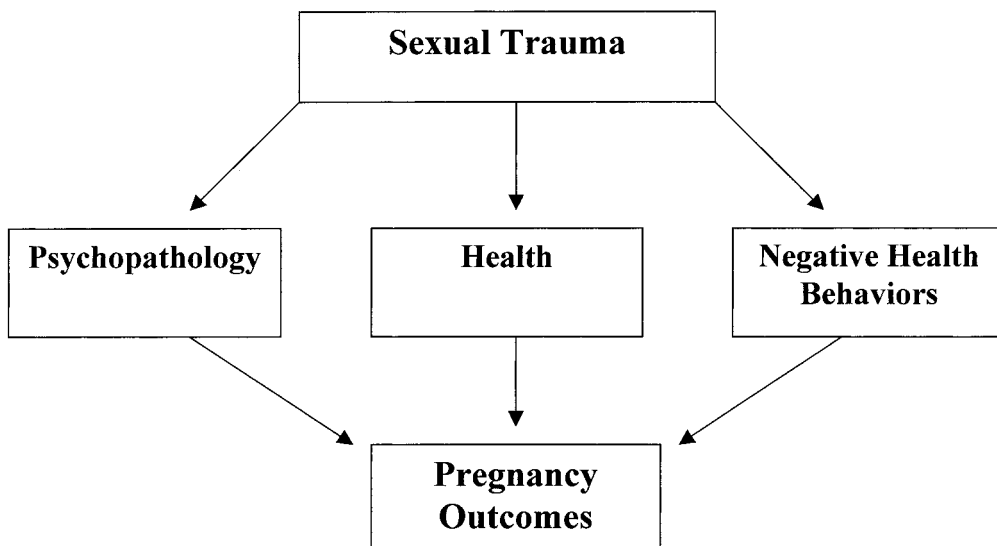 Sexual Trauma
Psychopathology
Health
Negative Health
Behaviors
Pregnancy
Outcomes